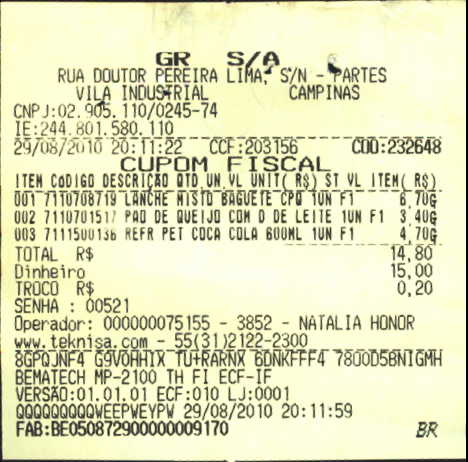 GR S/A
RUA DOUTOR PEREIRA LIMA, S/N - PARTES
VILA INDUSTRIAL CAMPINAS
CNPJ:02.905.110/0245-74
IE:244.801.580.110
29/08/2010 20:11:22 CCF:203156 COO:232648
CUPOM FISCAL
ITEM CÓDIGO DESCRIÇÃO QTD UN VL UNIT( R$) ST VL ITEM( R$)
001 7110708719 LANCHE MISTO BAGUETE CPQ 1UN F1 6,70G
002 7110701517 PAO DE QUEIJO COM D DE LEITE 1UN F1 3,40G
003 7111500136 REFR PET COCA COLA 600ML 1UN F1 4,70G
TOTAL R$ 14,80
Dinheiro 15,00
TROCO R$ 0,20
SENHA : 00521
Operador: 000000075155 - 3852 - NATALIA HONOR
www.teknisa.com - 55(31)2122-2300
8GPQJNF4 G9VOHH1X TU+RARNX 6DNKFFF4 7800D5BNIGMH
BEMATECH MP-2100 TH FI ECF-IF
VERSÃO:01.01.01 ECF:010 LJ:0001
QQQQQQQQQWEEPWEYPW 29/08/2010 20:11:59
FAB:BE050872900000009170 BR